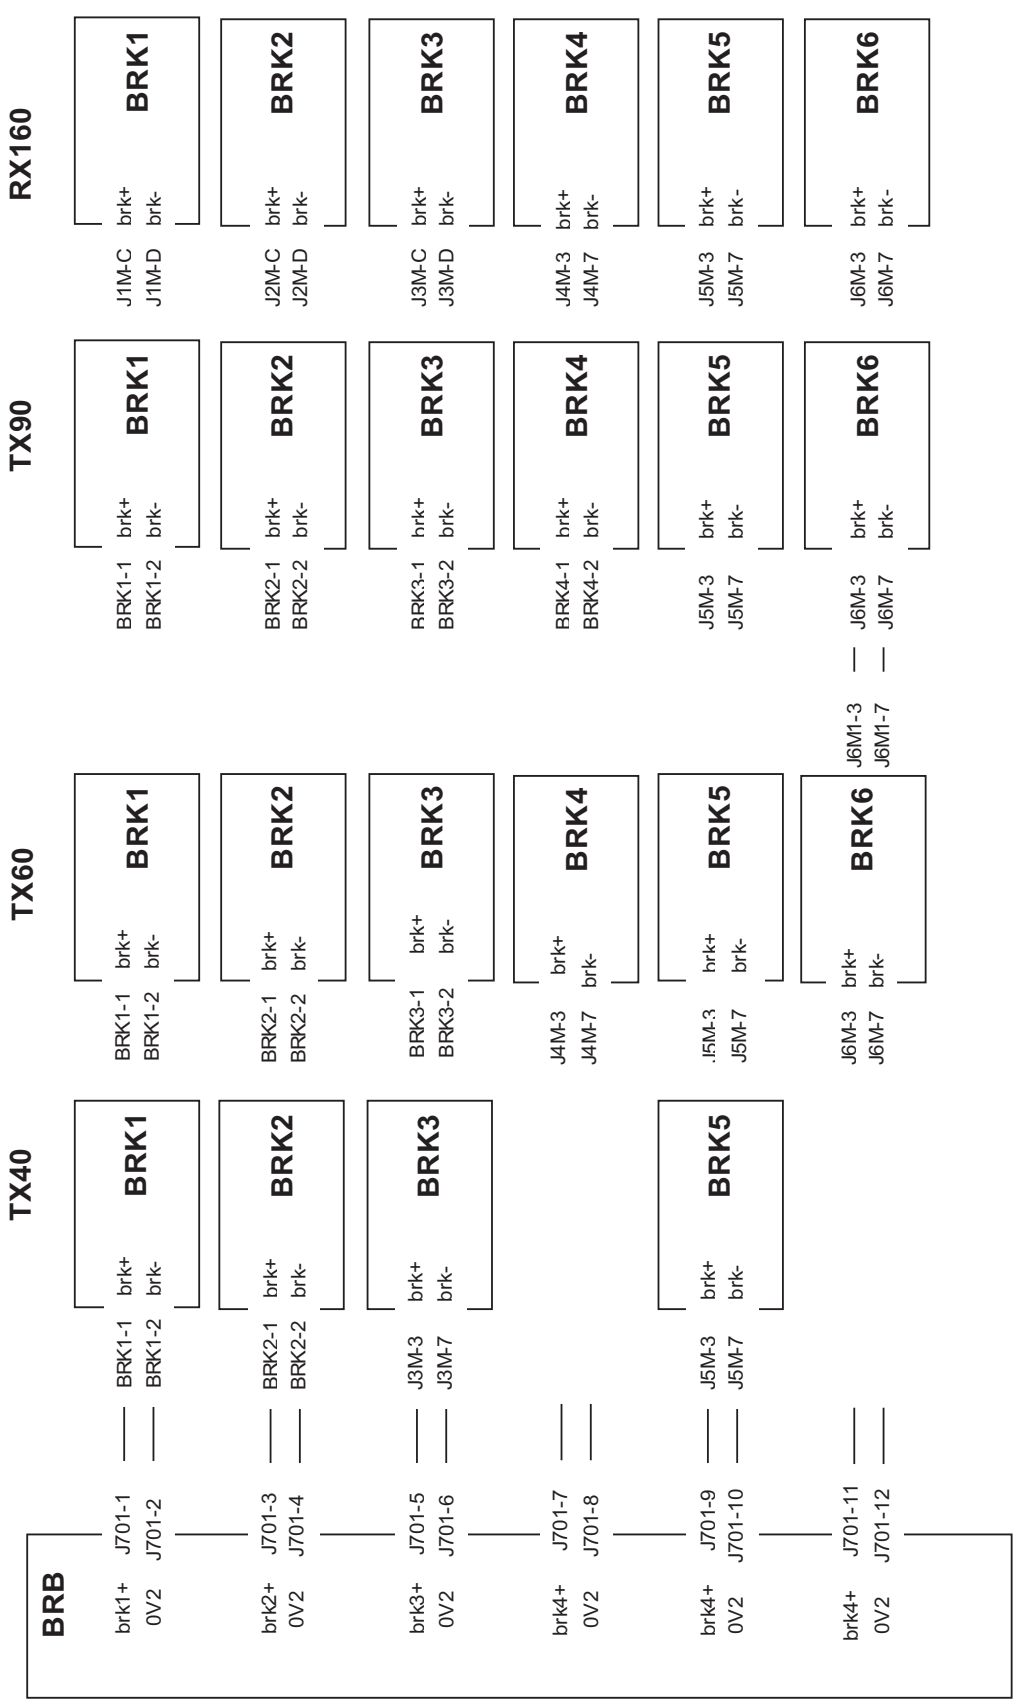 TX40 TX60 TX90 RX160
BRB
brk1+ J701-1 BRK1-1 brk+ BRK1-1 brk+ BRK1-1 brk+ J1M-C brk+
BRK1 BRK1 BRK1 BRK1
0V2 J701-2 BRK1-2 brk- BRK1-2 brk- BRK1-2 brk- J1M-D brk-
brk2+ J701-3 BRK2-1 brk+ BRK2-1 brk+ BRK2-1 brk+ J2M-C brk+
BRK2 BRK2 BRK2 BRK2
0V2 J701-4 BRK2-2 brk- BRK2-2 brk- BRK2-2 brk- J2M-D brk-
brk3+ J701-5 J3M-3 brk+ BRK3-1 brk+ BRK3-1 brk+ J3M-C brk+
BRK3 BRK3 BRK3 BRK3
0V2 J701-6 J3M-7 brk- BRK3-2 brk- BRK3-2 brk- J3M-D brk-
brk4+ J701-7 J4M-3 brk+ BRK4-1 brk+ J4M-3 brk+
BRK4 BRK4 BRK4
0V2 J701-8 J4M-7 brk- BRK4-2 brk- J4M-7 brk-
brk4+ J701-9 J5M-3 brk+ J5M-3 brk+ J5M-3 brk+ J5M-3 brk+
BRK5 BRK5 BRK5 BRK5
0V2 J701-10 J5M-7 brk- J5M-7 brk- J5M-7 brk- J5M-7 brk-
brk4+ J701-11 J6M-3 brk+ J6M1-3 J6M-3 brk+ J6M-3 brk+
BRK6 BRK6 BRK6
0V2 J701-12 J6M-7 brk- J6M1-7 J6M-7 brk- J6M-7 brk-